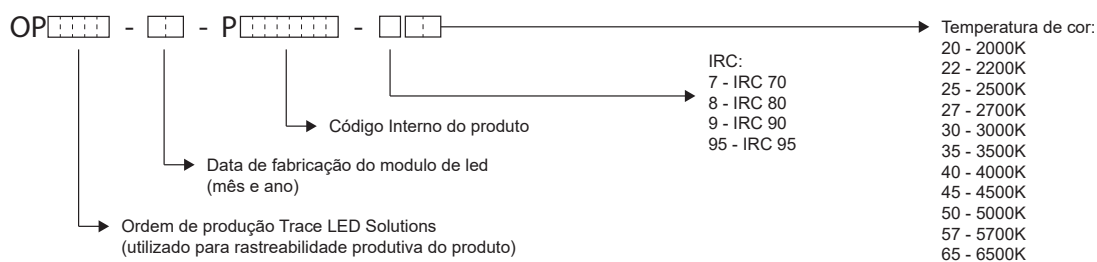 OP - - P -
Temperatura de cor:
20 - 2000K
22 - 2200K
25 - 2500K
27 - 2700K
30 - 3000K
35 - 3500K
40 - 4000K
45 - 4500K
50 - 5000K
57 - 5700K
65 - 6500K
IRC:
7 - IRC 70
8 - IRC 80
9 - IRC 90
95 - IRC 95
Código Interno do produto
Data de fabricação do modulo de led
(mês e ano)
Ordem de produção Trace LED Solutions
(utilizado para rastreabilidade produtiva do produto)